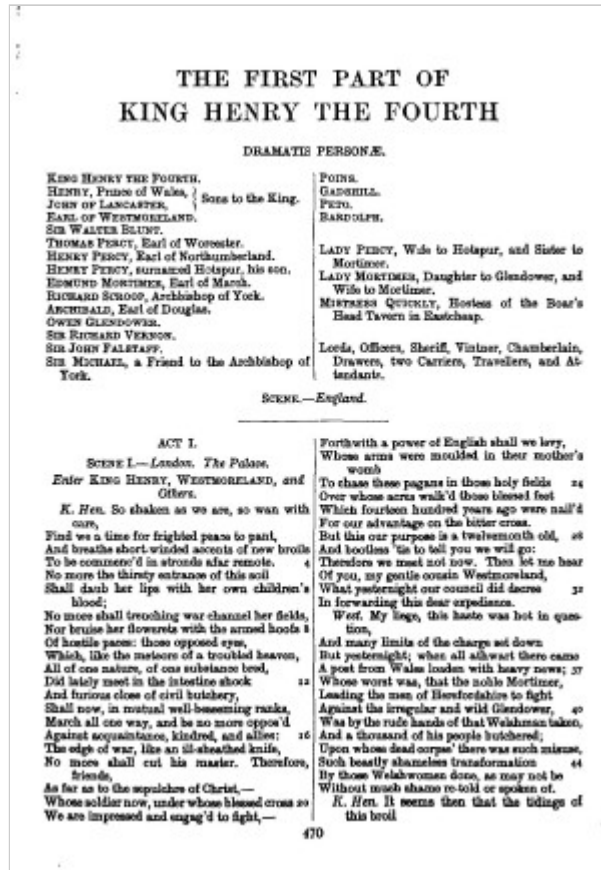 THE FIRST PART OF
KING HENRY THE FOURTH
DRAMATIS PERSONÆ.
KING HENRY THE FOURTH.
HENRY, Prince of Wales,
JOHN OF LANCASTER,
Sons to the King.
EARL OF WESTMORELAND.
SIR WALTER BLUNT.
THOMAS PERCY, Earl of Worcester.
HENRY PERCY, Earl of Northumberland.
HENRY PERCY, surnamed Hotspur, his son.
EDMUND MORTIMER, Earl of March.
RICHARD SCROOP, Archbishop of York.
ARCHIBALD, Earl of Douglas.
OWEN GLENDOWER.
SIR RICHARD VERNON.
SIR JOHN FALSTAFF.
SIR MICHAEL, a Friend to the Archbishop of
York.
POINS.
GADSHILL.
PETO.
BARDOLPH.
LADY PERCY, Wife to Hotspur, and Sister to
Mortimer.
LADY MORTIMER, Daughter to Glendower, and
Wife to Mortimer.
MISTRESS QUICKLY, Hostess of the Boar's
Head Tavern in Eastcheap.
Lords, Officers, Sheriff, Vintner, Chamberlain,
Drawers, two Carriers, Travellers, and At-
tendants.
SCENE.—England.
ACT I.
SCENE I.—London. The Palace.
Enter KING HENRY, WESTMORELAND, and
Others.
K. Hen. So shaken as we are, so wan with
care,
Find we a time for frighted peace to pant,
And breathe short-winded accents of new broils
To be commenc'd in stronds afar remote. 4
No more the thirsty entrance of this soil
Shall daub her lips with her own children's
blood;
No more shall trenching war channel her fields,
Nor bruise her flowerets with the armed hoofs 8
Of hostile paces: those opposed eyes,
Which, like the meteors of a troubled heaven,
All of one nature, of one substance bred,
Did lately meet in the intestine shock 12
And furious close of civil butchery,
Shall now, in mutual well-beseeming ranks,
March all one way, and be no more oppos'd
Against acquaintance, kindred, and allies: 16
The edge of war, like an ill-sheathed knife,
No more shall cut his master. Therefore,
friends,
As far as to the sepulchre of Christ,—
Whose soldier now, under whose blessed cross 20
We are impressed and engag'd to fight,—
Forthwith a power of English shall we levy,
Whose arms were moulded in their mother's
womb
To chase these pagans in those holy fields 24
Over whose acres walk'd those blessed feet
Which fourteen hundred years ago were nail'd
For our advantage on the bitter cross.
But this our purpose is a twelvemonth old, 28
And bootless 'tis to tell you we will go:
Therefore we meet not now. Then let me hear
Of you, my gentle cousin Westmoreland,
What yesternight our council did decree 32
In forwarding this dear expedience.
West. My liege, this haste was hot in ques-
tion,
And many limits of the charge set down
But yesternight; when all athwart there came
A post from Wales loaden with heavy news; 37
Whose worst was, that the noble Mortimer,
Leading the men of Herefordshire to fight
Against the irregular and wild Glendower, 40
Was by the rude hands of that Welshman taken,
And a thousand of his people butchered;
Upon whose dead corpse' there was such misuse,
Such beastly shameless transformation 44
By those Welshwomen done, as may not be
Without much shame re-told or spoken of.
K. Hen. It seems then that the tidings of
this broil
470